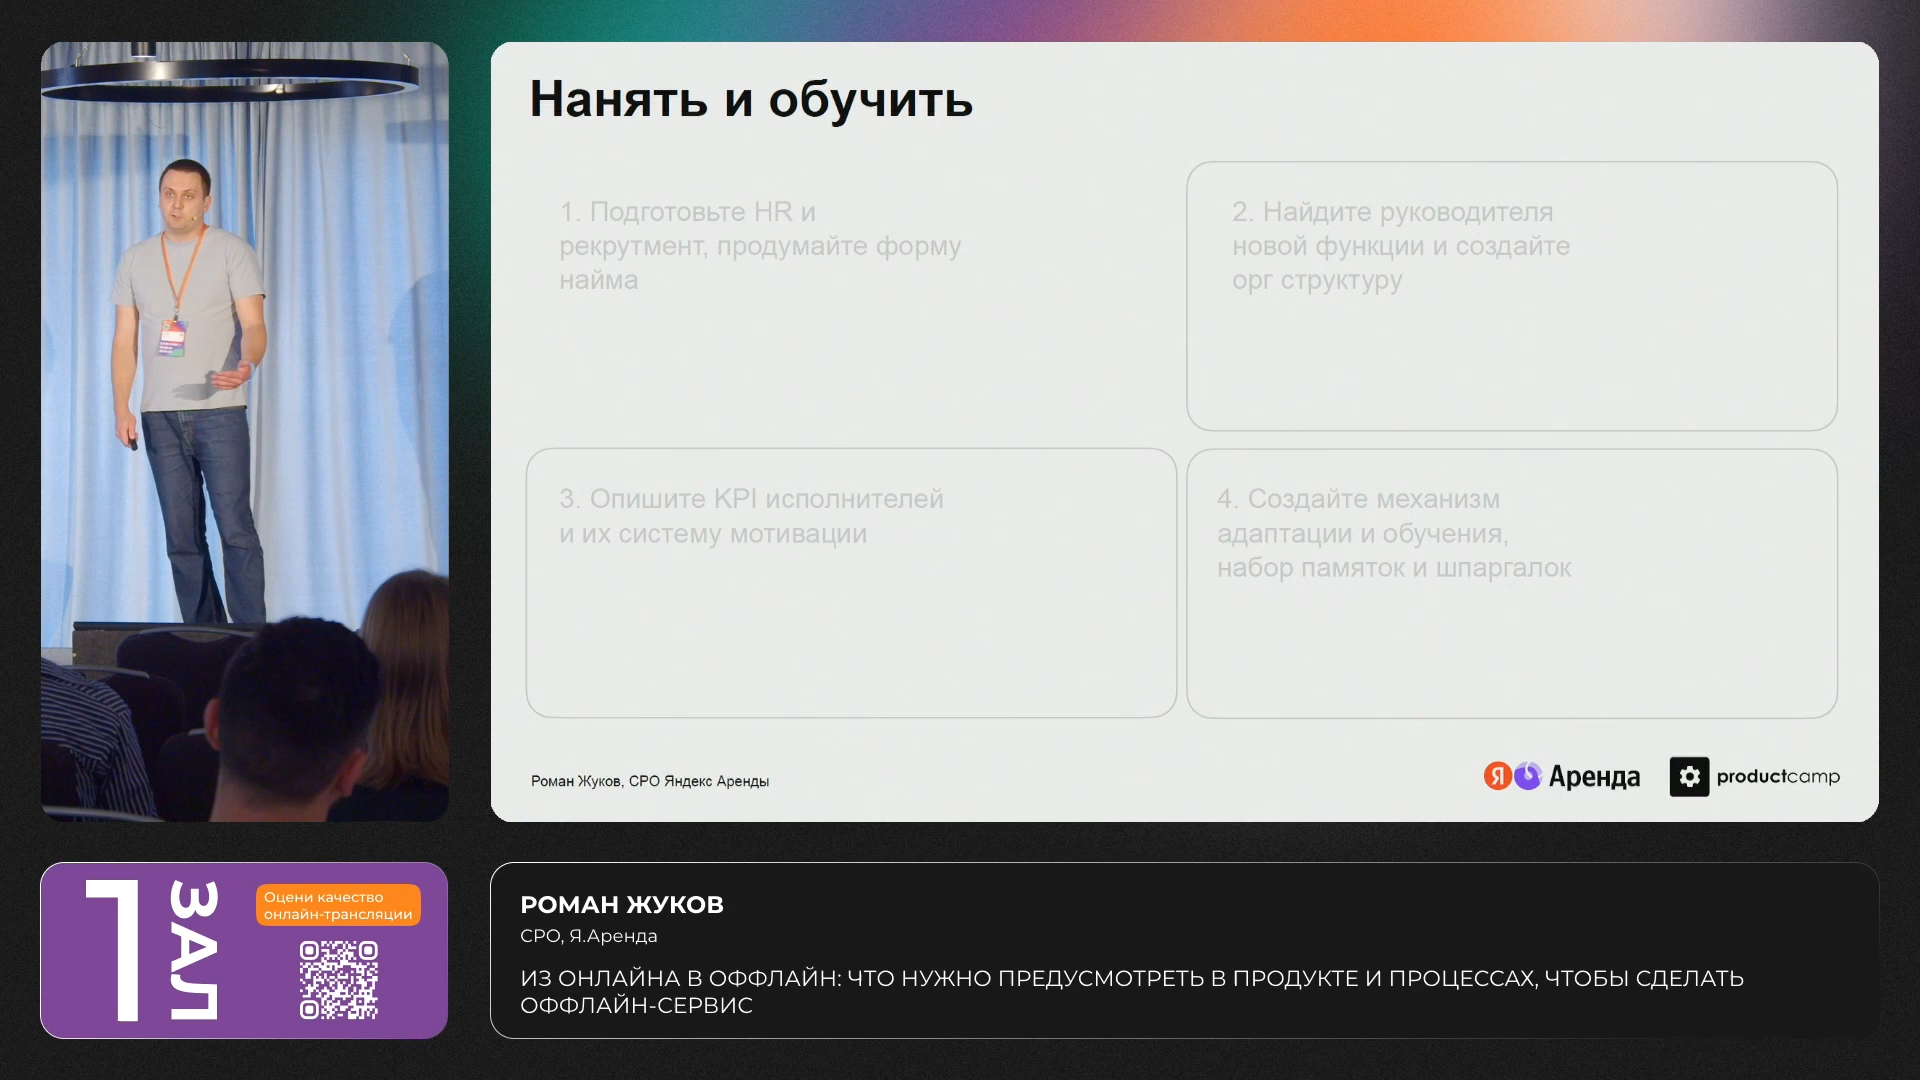 Нанять и обучить
1. Подготовьте HR и
рекрутмент, продумайте форму
найма
2. Найдите руководителя
новой функции и создайте
орг структуру
3. Опишите KPI исполнителей
и их систему мотивации
4. Создайте механизм
адаптации и обучения,
набор памяток и шпаргалок
Роман Жуков, CPO Яндекс Аренды
Я Аренда
productcamp
1 ЗАЛ
Оцени качество
онлайн-трансляции
РОМАН ЖУКОВ
CPO, Я.Аренда
ИЗ ОНЛАЙНА В ОФФЛАЙН: ЧТО НУЖНО ПРЕДУСМОТРЕТЬ В ПРОДУКТЕ И ПРОЦЕССАХ, ЧТОБЫ СДЕЛАТЬ
ОФФЛАЙН-СЕРВИС